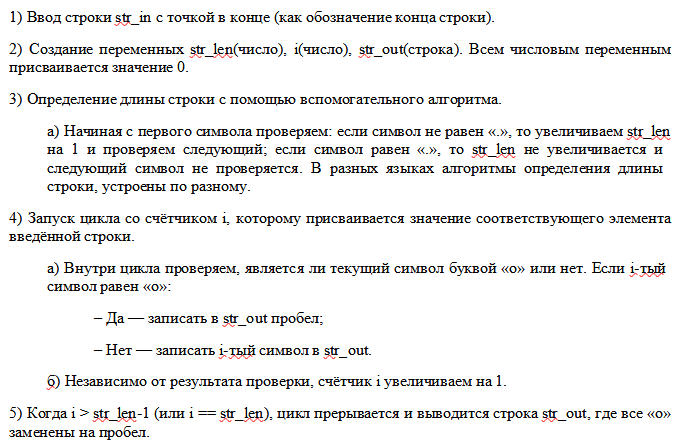 1) Ввод строки str_in с точкой в конце (как обозначение конца строки).
2) Создание переменных str_len(число), i(число), str_out(строка). Всем числовым переменным
присваивается значение 0.
3) Определение длины строки с помощью вспомогательного алгоритма.
а) Начиная с первого символа проверяем: если символ не равен «.», то увеличиваем str_len
на 1 и проверяем следующий; если символ равен «.», то str_len не увеличивается и
следующий символ не проверяется. В разных языках алгоритмы определения длины
строки, устроены по разному.
4) Запуск цикла со счётчиком i, которому присваивается значение соответствующего элемента
введённой строки.
а) Внутри цикла проверяем, является ли текущий символ буквой «о» или нет. Если i-тый
символ равен «о»:
– Да — записать в str_out пробел;
– Нет — записать i-тый символ в str_out.
б) Независимо от результата проверки, счётчик i увеличиваем на 1.
5) Когда i > str_len-1 (или i == str_len), цикл прерывается и выводится строка str_out, где все «о»
заменены на пробел.